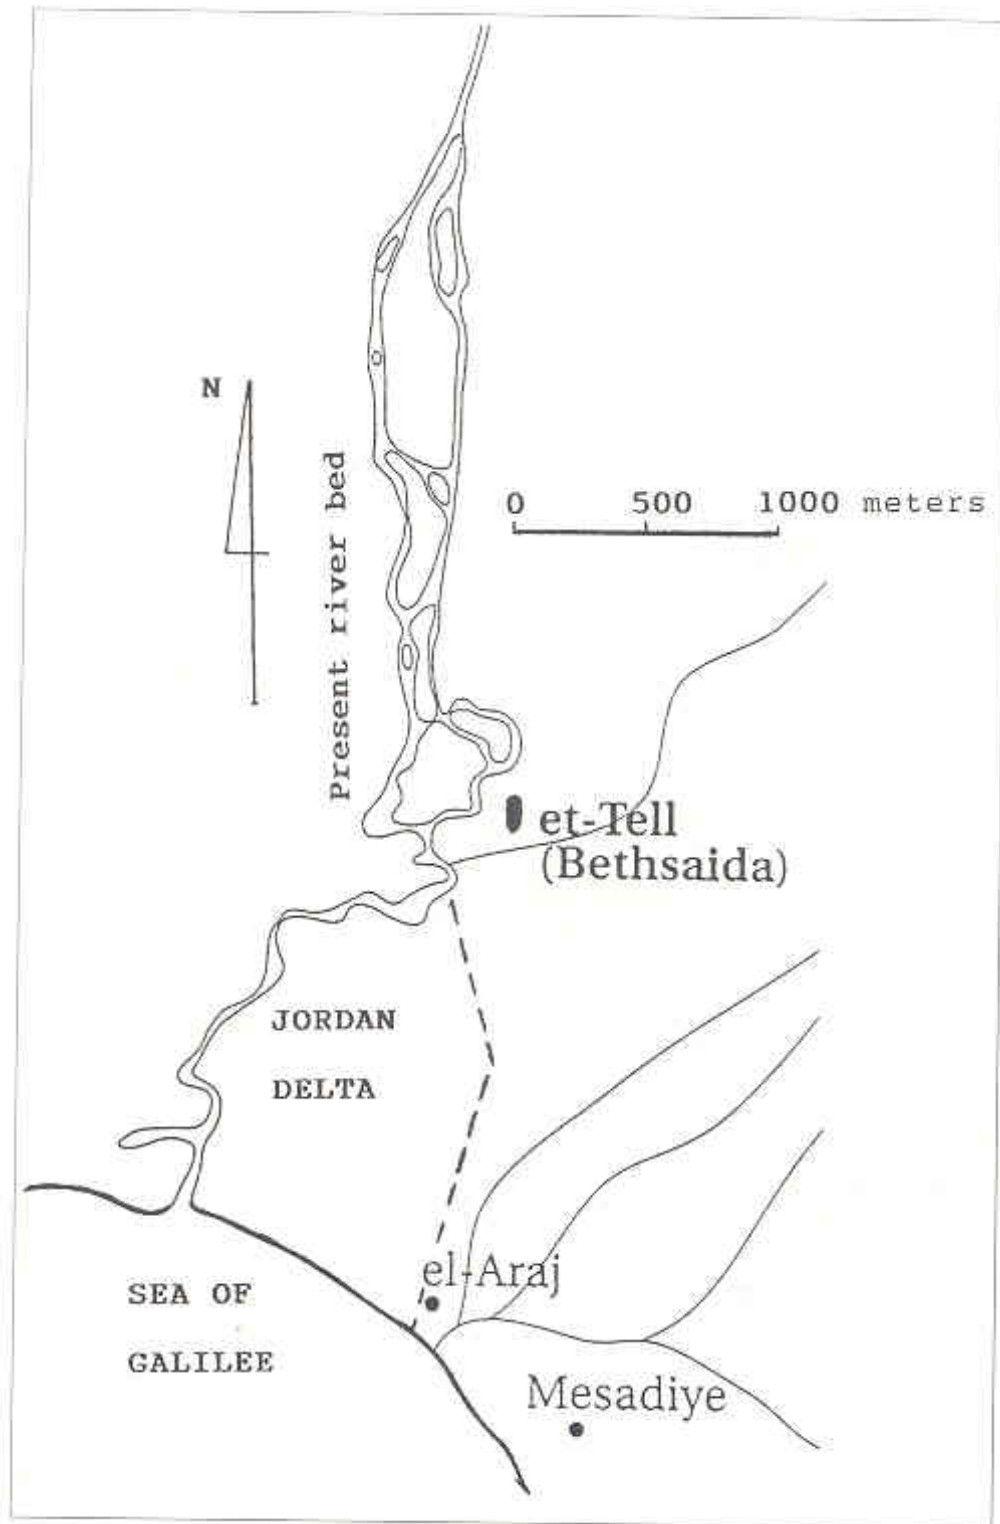 N
Present river bed
0 500 1000 meters
et-Tell
(Bethsaida)
JORDAN
DELTA
el-Araj
SEA OF
GALILEE
Mesadiye